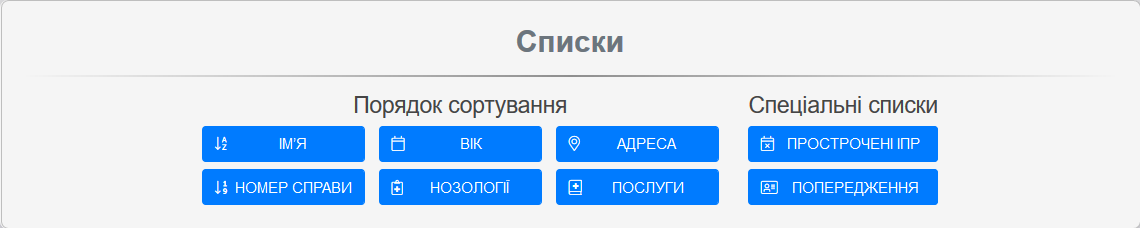 Списки
Порядок сортування
Спеціальні списки
ІМ'Я
ВІК
АДРЕСА
ПРОСТРОЧЕНІ ІПР
НОМЕР СПРАВИ
НОЗОЛОГІЇ
ПОСЛУГИ
ПОПЕРЕДЖЕННЯ